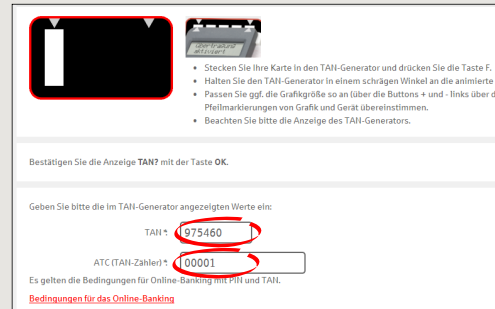 Übertragung
aktiviert
Stecken Sie Ihre Karte in den TAN-Generator und drücken Sie die Taste F.
Halten Sie den TAN-Generator in einem schrägen Winkel an die animierte
Passen Sie ggf. die Grafikgröße so an (über die Buttons + und - links über d
Pfeilmarkierungen von Grafik und Gerät übereinstimmen.
Beachten Sie bitte die Anzeige des TAN-Generators.
Bestätigen Sie die Anzeige TAN? mit der Taste OK.
Geben Sie bitte die im TAN-Generator angezeigten Werte ein:
TAN *: 975460
ATC (TAN-Zähler) *: 00001
Es gelten die Bedingungen für Online-Banking mit PIN und TAN.
Bedingungen für das Online-Banking